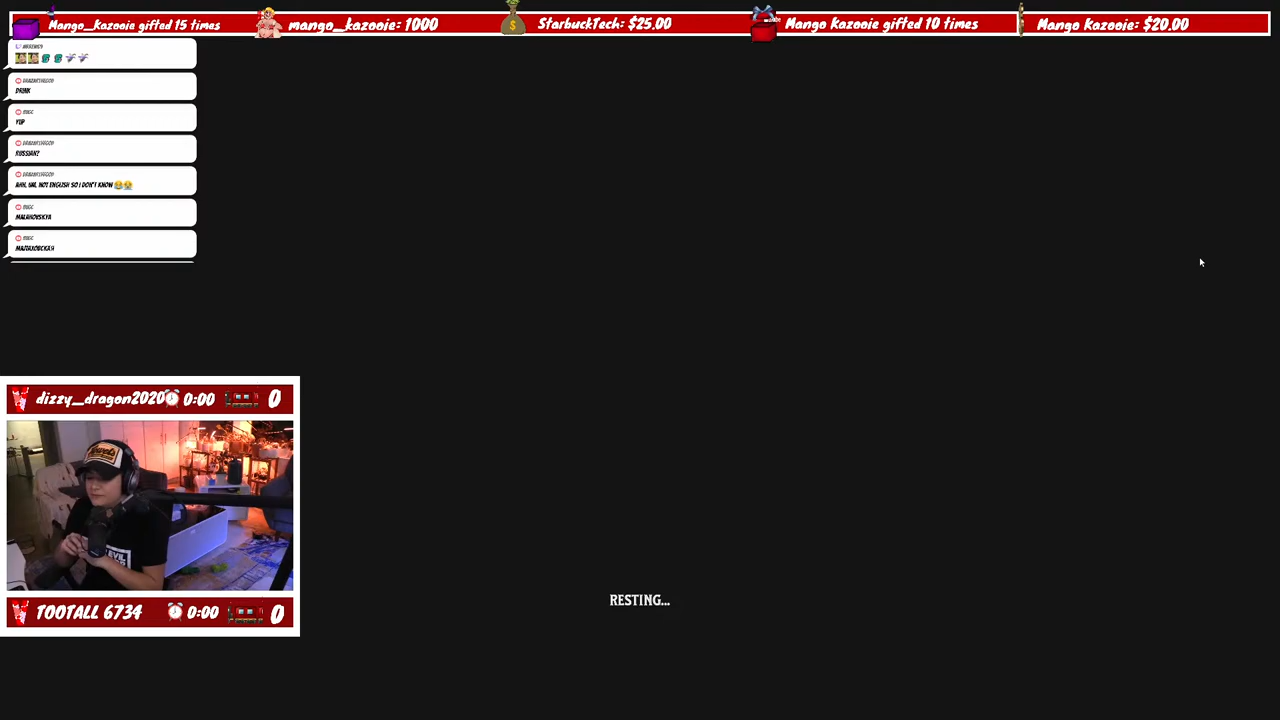 Mango_Kazooie gifted 15 times
mango_kazooie: 1000
StarbuckTech: $25.00
Mango Kazooie gifted 10 times
Mango Kazooie: $20.00
DRINK
YUP
RUSSIAN?
AHH, UM, NOT ENGLISH SO I DON'T KNOW 😂😭
MALAHOVSKYA
МАЛАХОВСКАЯ
dizzy_dragon2020
0:00
0
RESTING...
TOOTALL 6734
0:00
0